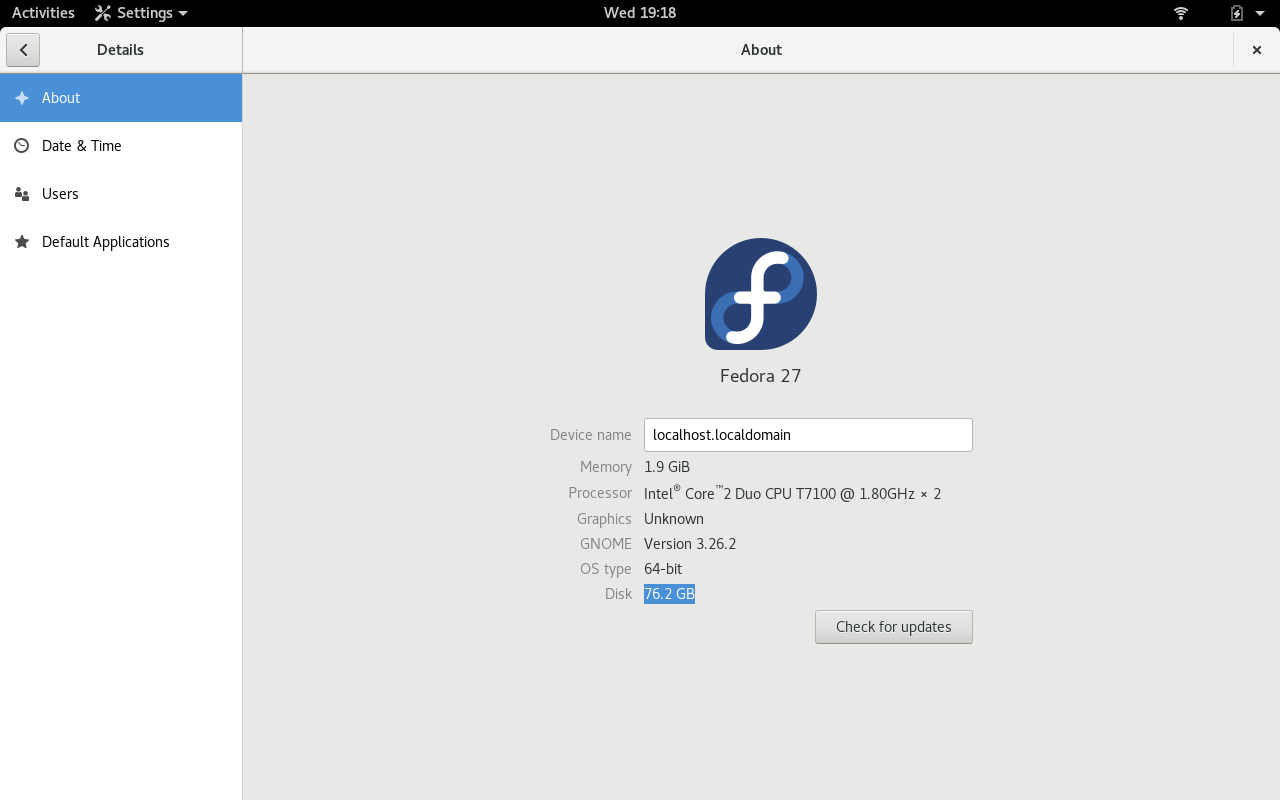 Activities Settings Wed 19:18
Details About
About
Date & Time
Users
Default Applications
Fedora 27
Device name localhost.localdomain
Memory 1.9 GiB
Processor Intel® Core™2 Duo CPU T7100 @ 1.80GHz × 2
Graphics Unknown
GNOME Version 3.26.2
OS type 64-bit
Disk 76.2 GB
Check for updates